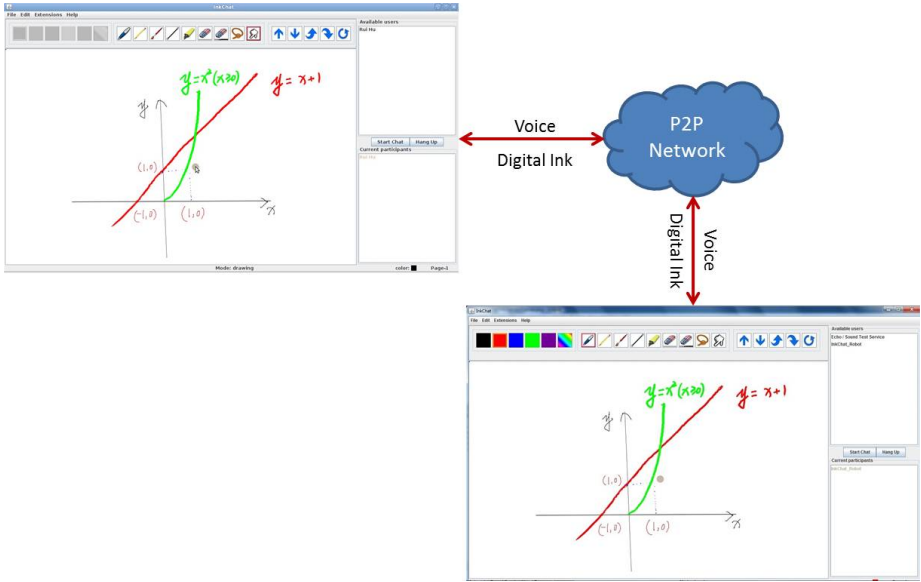 InkChat
File Edit Extensions Help
Available users
Rui Hu
y=x²(x≥0)
y= x+1
y
(1,0)
(-1,0)
(1,0)
x
Start Chat
Hang Up
Current participants
Rui Hu
Mode: drawing
color:
Page-1
Voice
Digital Ink
P2P
Network
Voice
Digital Ink
InkChat
File Edit Extensions Help
Available users
Echo / Sound Test Service
InkChat_Robot
y=x²(x≥0)
y= x+1
y
(1,0)
(-1,0)
(1,0)
x
Start Chat
Hang Up
Current participants
InkChat_Robot